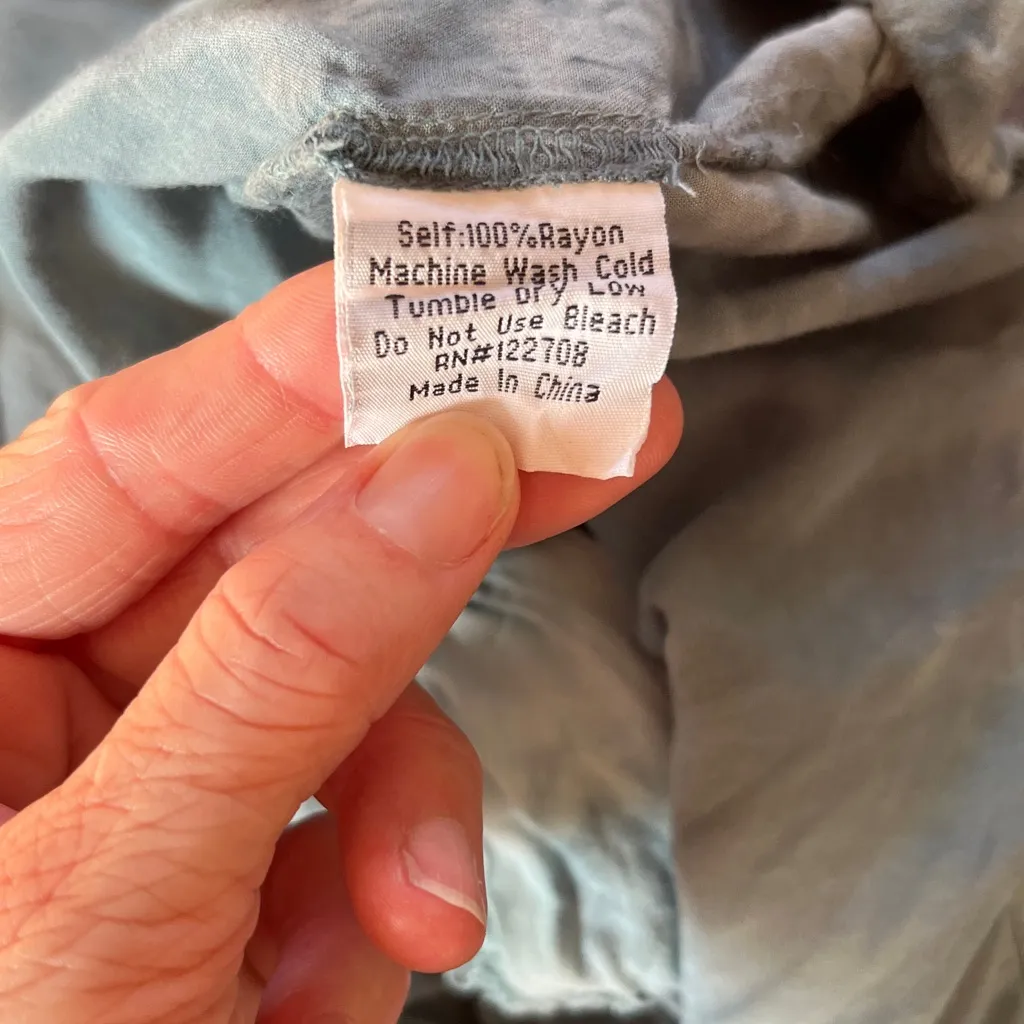 Self:100%Rayon
Machine Wash Cold
Tumble Dry Low
Do Not Use Bleach
RN#122708
Made In China